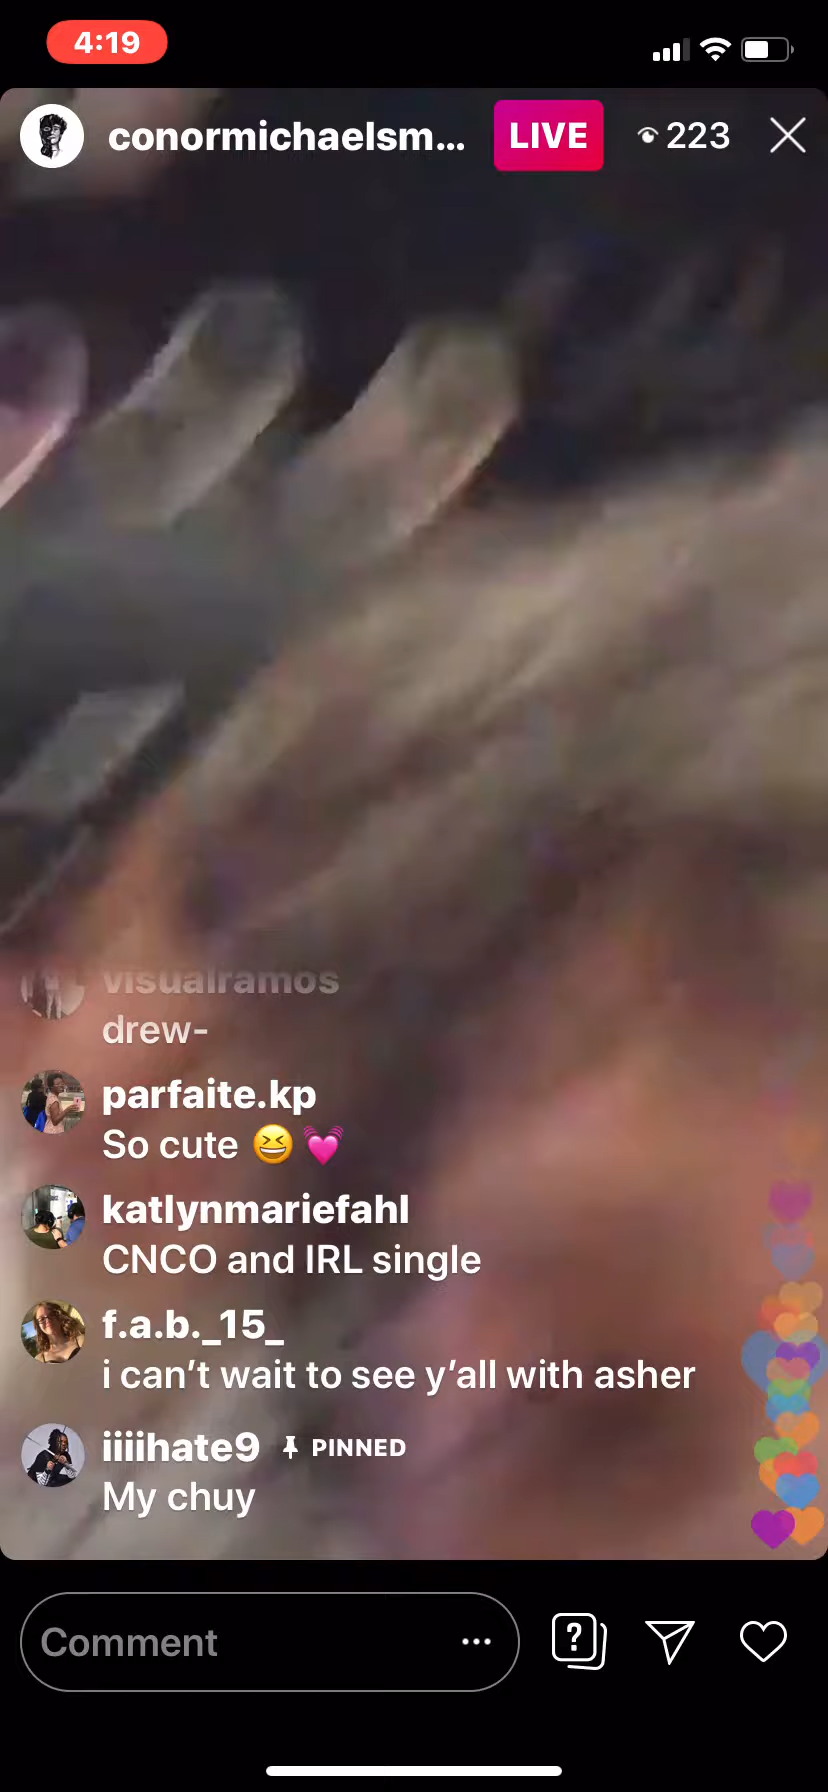 4:19
conormichaelsm...
LIVE
223
visualramos
drew-
parfaite.kp
So cute 😆💓
katlynmariefahl
CNCO and IRL single
f.a.b._15_
i can't wait to see y'all with asher
iiiihate9 PINNED
My chuy
Comment